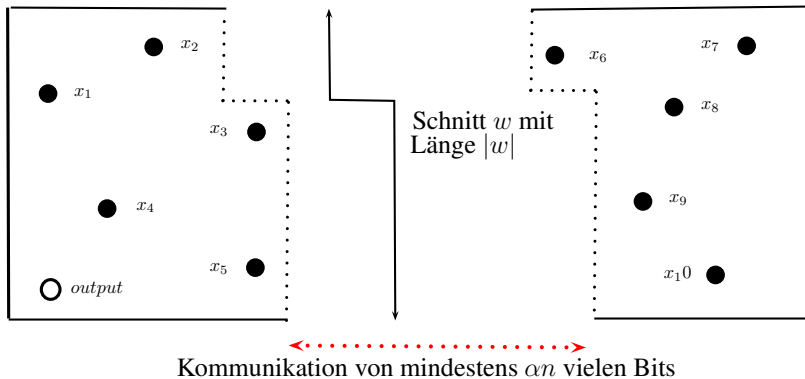 x₂
x₁
x₃
x₄
x₅
output
Schnitt w mit
Länge |w|
x₆
x₇
x₈
x₉
x₁0
Kommunikation von mindestens αn vielen Bits